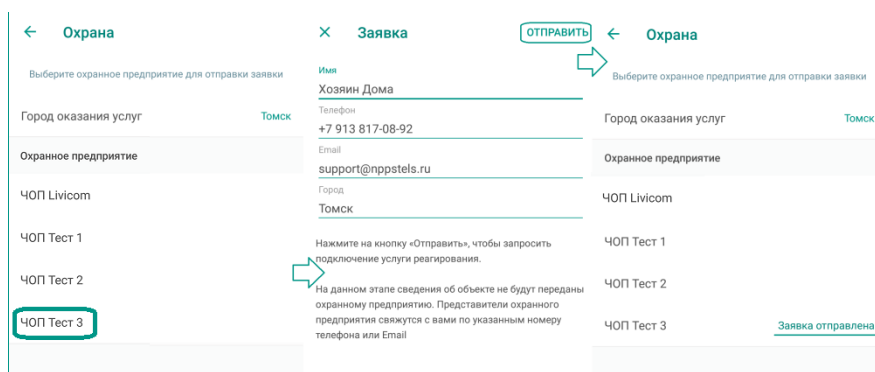 Охрана
Выберите охранное предприятие для отправки заявки
Город оказания услуг Томск
Охранное предприятие
ЧОП Livicom
ЧОП Тест 1
ЧОП Тест 2
ЧОП Тест 3
Заявка ОТПРАВИТЬ
Имя
Хозяин Дома
Телефон
+7 913 817-08-92
Email
support@nppstels.ru
Город
Томск
Нажмите на кнопку «Отправить», чтобы запросить
подключение услуги реагирования.
На данном этапе сведения об объекте не будут переданы
охранному предприятию. Представители охранного
предприятия свяжутся с вами по указанным номеру
телефона или Email
Охрана
Выберите охранное предприятие для отправки заявки
Город оказания услуг Томск
Охранное предприятие
ЧОП Livicom
ЧОП Тест 1
ЧОП Тест 2
ЧОП Тест 3 Заявка отправлена